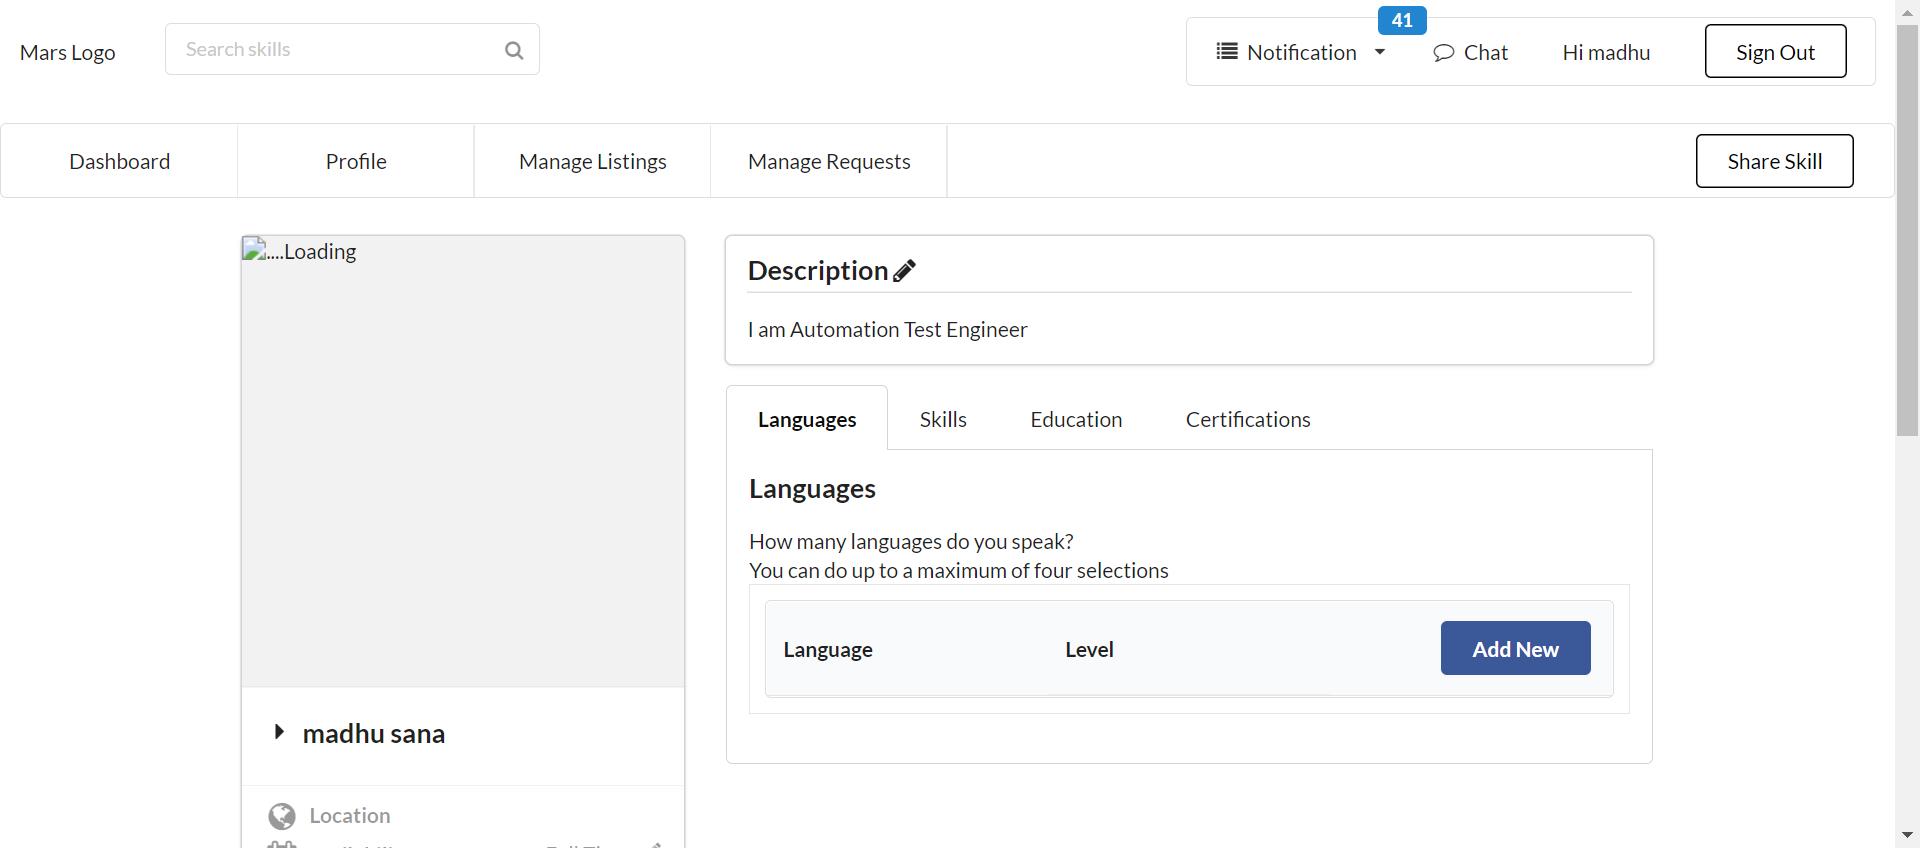 Mars Logo
Search skills
41
Notification
Chat
Hi madhu
Sign Out
Dashboard
Profile
Manage Listings
Manage Requests
Share Skill
....Loading
Description
I am Automation Test Engineer
Languages
Skills
Education
Certifications
Languages
How many languages do you speak?
You can do up to a maximum of four selections
Language
Level
Add New
madhu sana
Location